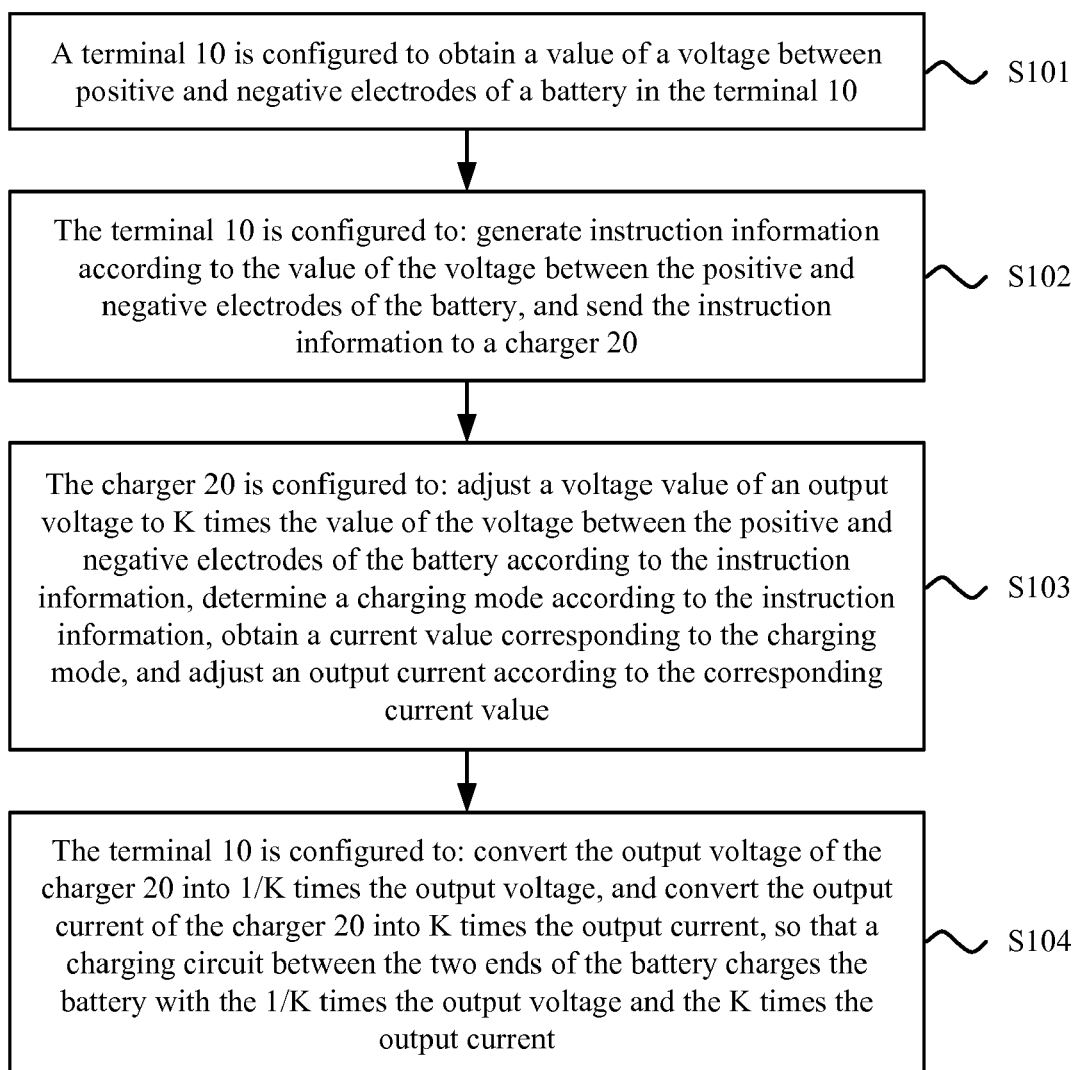 A terminal 10 is configured to obtain a value of a voltage between
positive and negative electrodes of a battery in the terminal 10
S101
The terminal 10 is configured to: generate instruction information
according to the value of the voltage between the positive and
negative electrodes of the battery, and send the instruction
information to a charger 20
S102
The charger 20 is configured to: adjust a voltage value of an output
voltage to K times the value of the voltage between the positive and
negative electrodes of the battery according to the instruction
information, determine a charging mode according to the instruction
information, obtain a current value corresponding to the charging
mode, and adjust an output current according to the corresponding
current value
S103
The terminal 10 is configured to: convert the output voltage of the
charger 20 into 1/K times the output voltage, and convert the output
current of the charger 20 into K times the output current, so that a
charging circuit between the two ends of the battery charges the
battery with the 1/K times the output voltage and the K times the
output current
S104